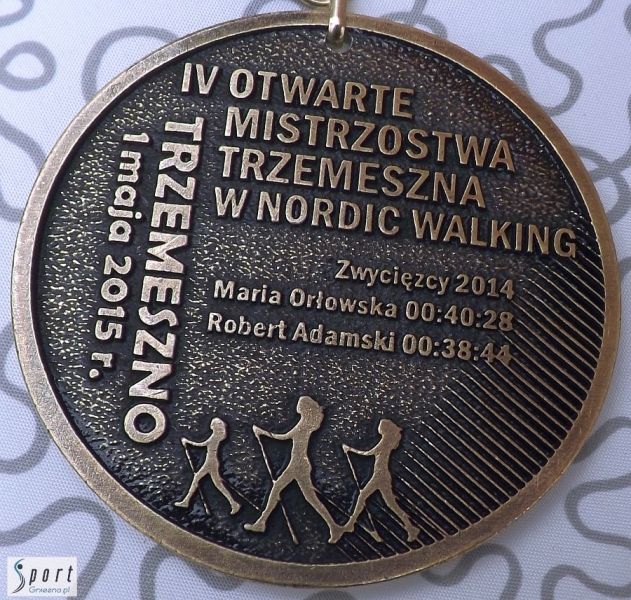 IV OTWARTE
MISTRZOSTWA
TRZEMESZNA
W NORDIC WALKING
TRZEMESZNO
1 maja 2015 r.
Zwycięzcy 2014
Maria Orłowska 00:40:28
Robert Adamski 00:38:44
Sport
Gniezno.pl